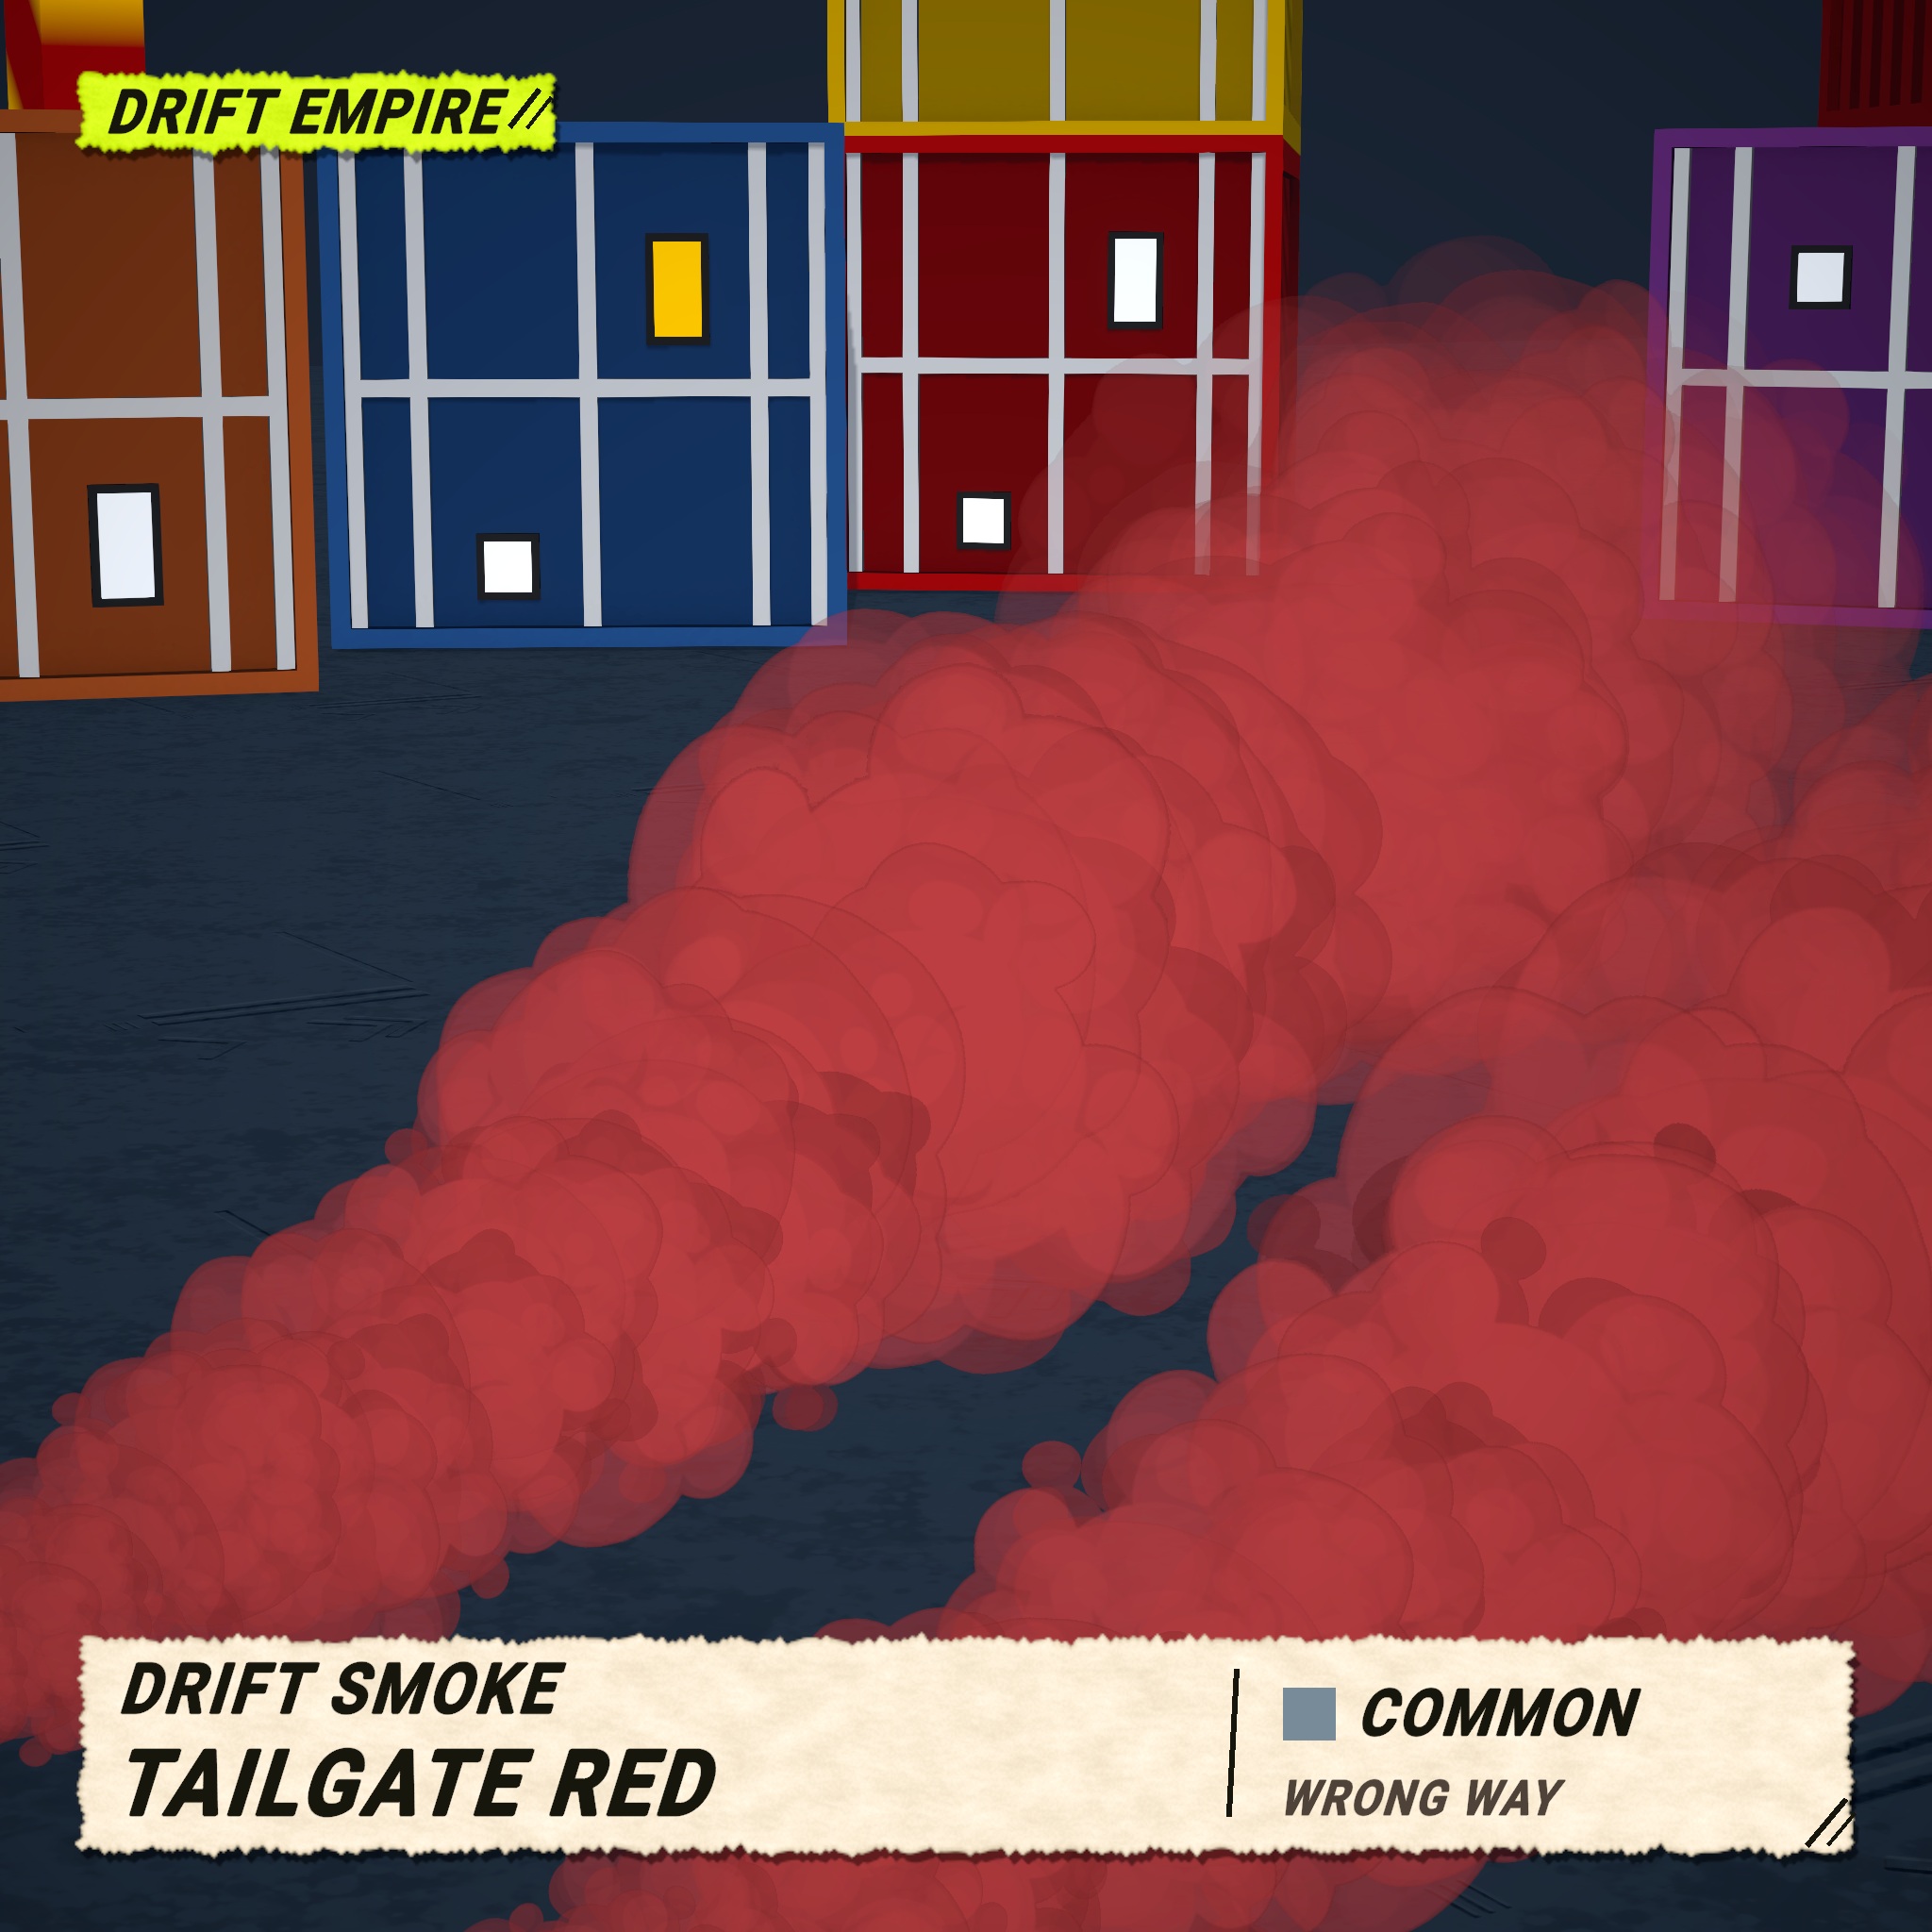 DRIFT EMPIRE
DRIFT SMOKE
TAILGATE RED
COMMON
WRONG WAY